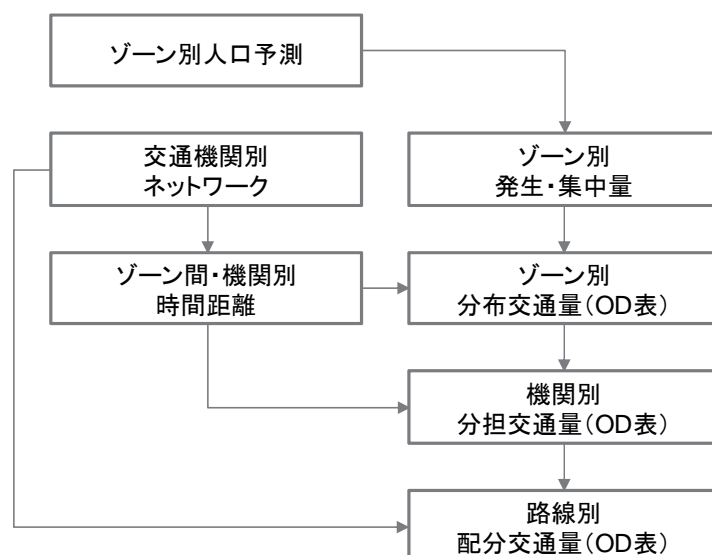 ゾーン別人口予測
交通機関別
ネットワーク
ゾーン別
発生・集中量
ゾーン間・機関別
時間距離
ゾーン別
分布交通量(OD表)
機関別
分担交通量(OD表)
路線別
配分交通量(OD表)